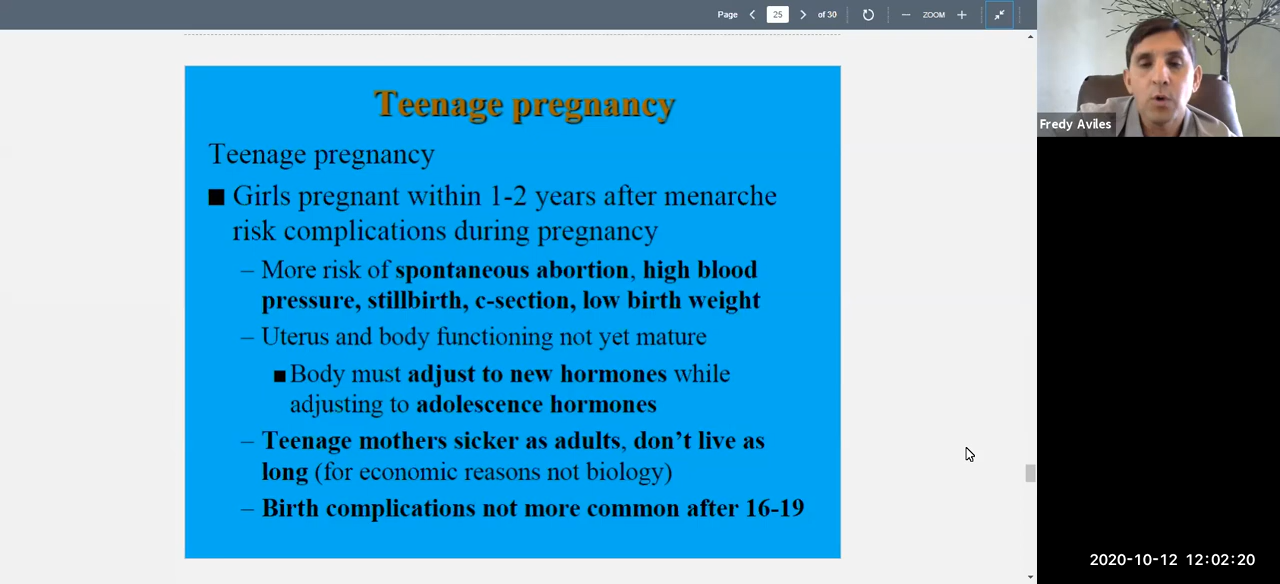 Page 25 of 30 ZOOM
Teenage pregnancy
Teenage pregnancy
■ Girls pregnant within 1-2 years after menarche
risk complications during pregnancy
– More risk of spontaneous abortion, high blood
pressure, stillbirth, c-section, low birth weight
– Uterus and body functioning not yet mature
■ Body must adjust to new hormones while
adjusting to adolescence hormones
– Teenage mothers sicker as adults, don’t live as
long (for economic reasons not biology)
– Birth complications not more common after 16-19
Fredy Aviles
2020-10-12 12:02:20